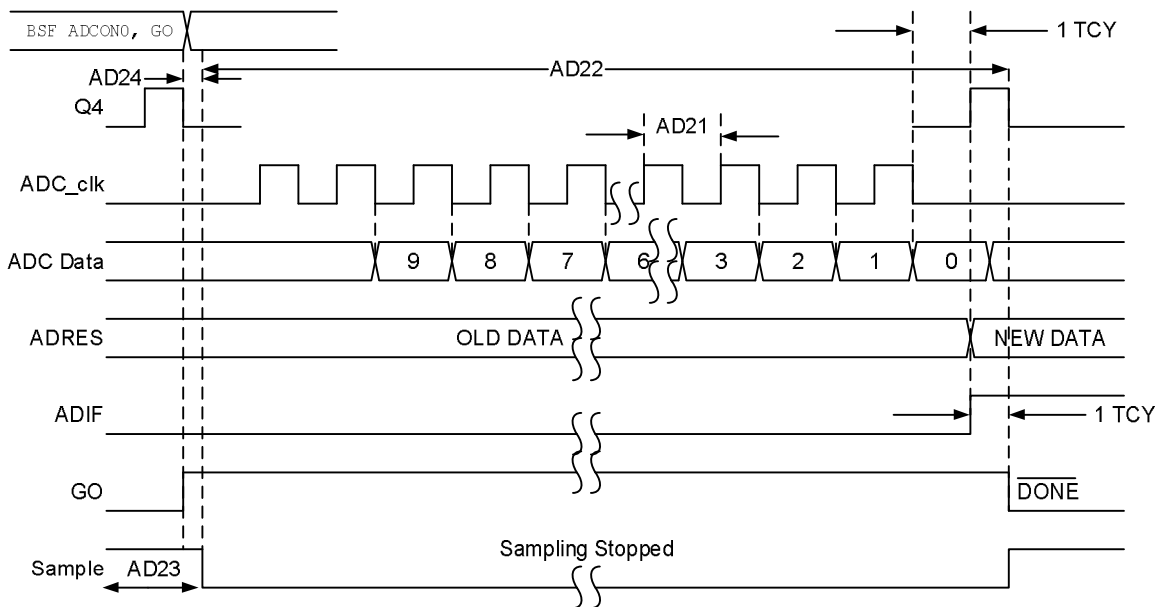 BSF ADCON0, GO
1 TCY
AD24
AD22
Q4
AD21
ADC_clk
ADC Data
9
8
7
6
3
2
1
0
ADRES
OLD DATA
NEW DATA
ADIF
1 TCY
GO
DONE
Sampling Stopped
Sample
AD23